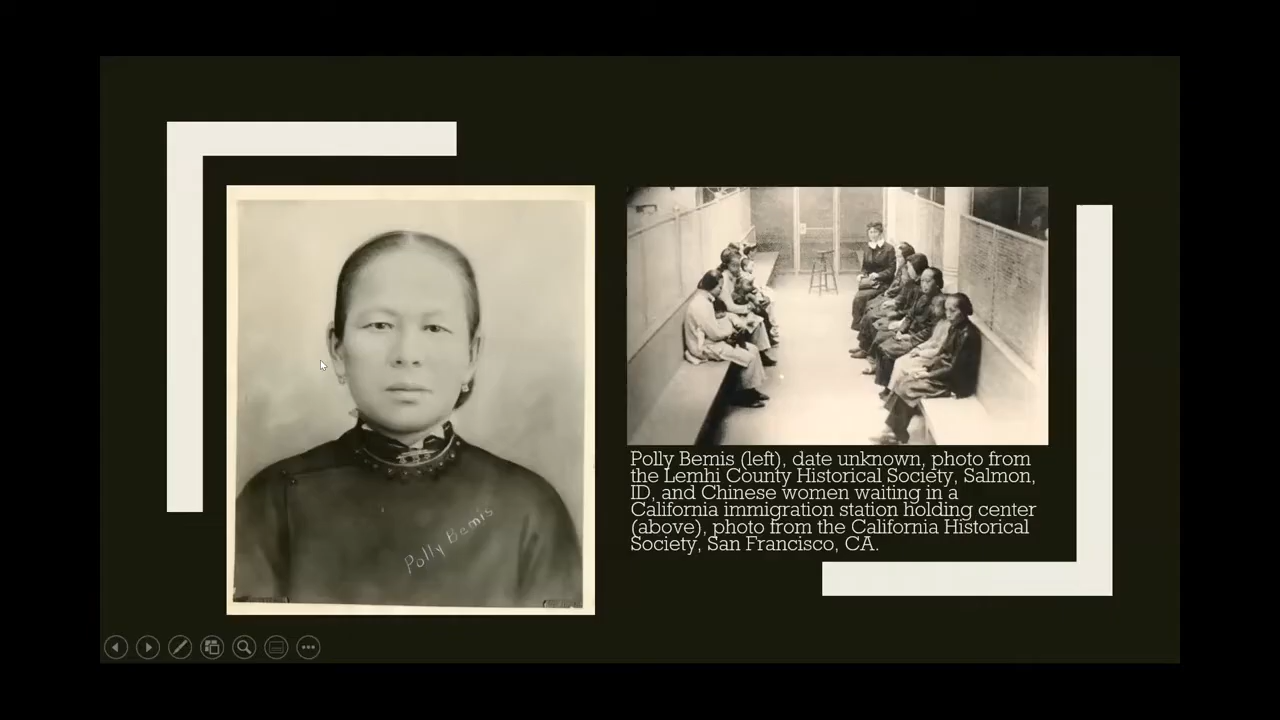 Polly Bemis
Polly Bemis (left), date unknown, photo from
the Lemhi County Historical Society, Salmon,
ID, and Chinese women waiting in a
California immigration station holding center
(above), photo from the California Historical
Society, San Francisco, CA.